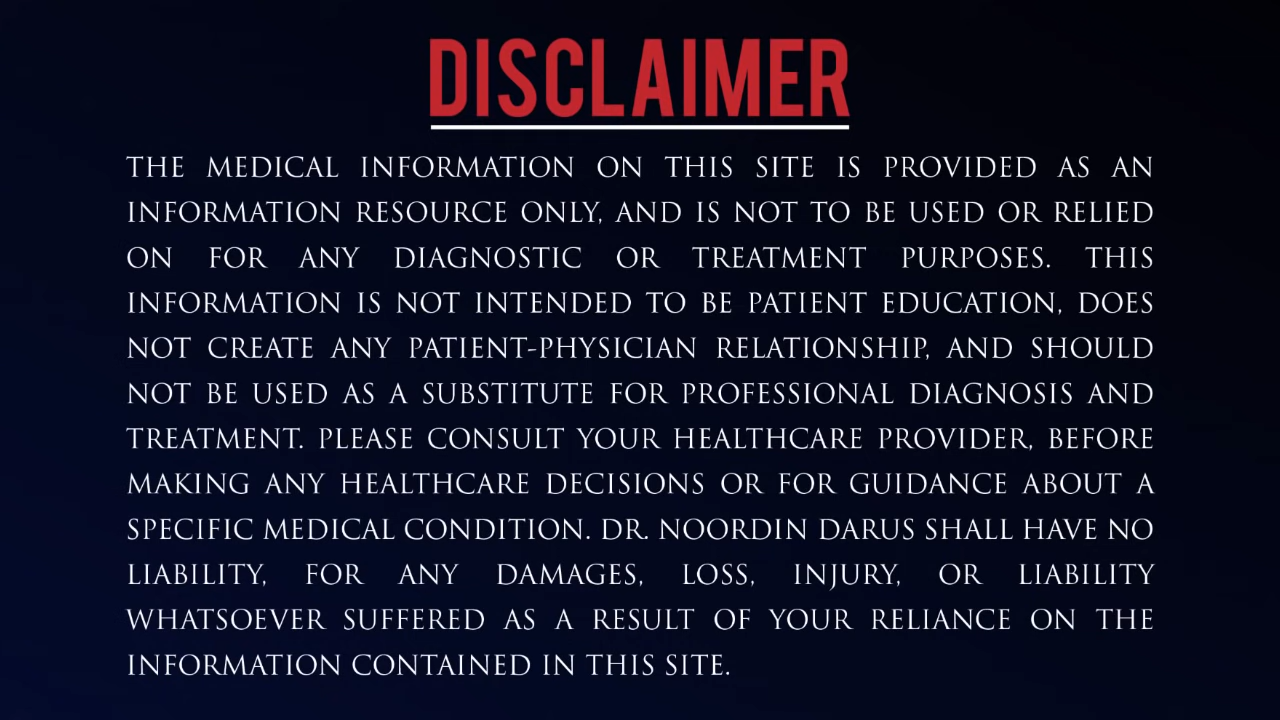 DISCLAIMER
THE MEDICAL INFORMATION ON THIS SITE IS PROVIDED AS AN
INFORMATION RESOURCE ONLY, AND IS NOT TO BE USED OR RELIED
ON FOR ANY DIAGNOSTIC OR TREATMENT PURPOSES. THIS
INFORMATION IS NOT INTENDED TO BE PATIENT EDUCATION, DOES
NOT CREATE ANY PATIENT-PHYSICIAN RELATIONSHIP, AND SHOULD
NOT BE USED AS A SUBSTITUTE FOR PROFESSIONAL DIAGNOSIS AND
TREATMENT. PLEASE CONSULT YOUR HEALTHCARE PROVIDER, BEFORE
MAKING ANY HEALTHCARE DECISIONS OR FOR GUIDANCE ABOUT A
SPECIFIC MEDICAL CONDITION. DR. NOORDIN DARUS SHALL HAVE NO
LIABILITY, FOR ANY DAMAGES, LOSS, INJURY, OR LIABILITY
WHATSOEVER SUFFERED AS A RESULT OF YOUR RELIANCE ON THE
INFORMATION CONTAINED IN THIS SITE.